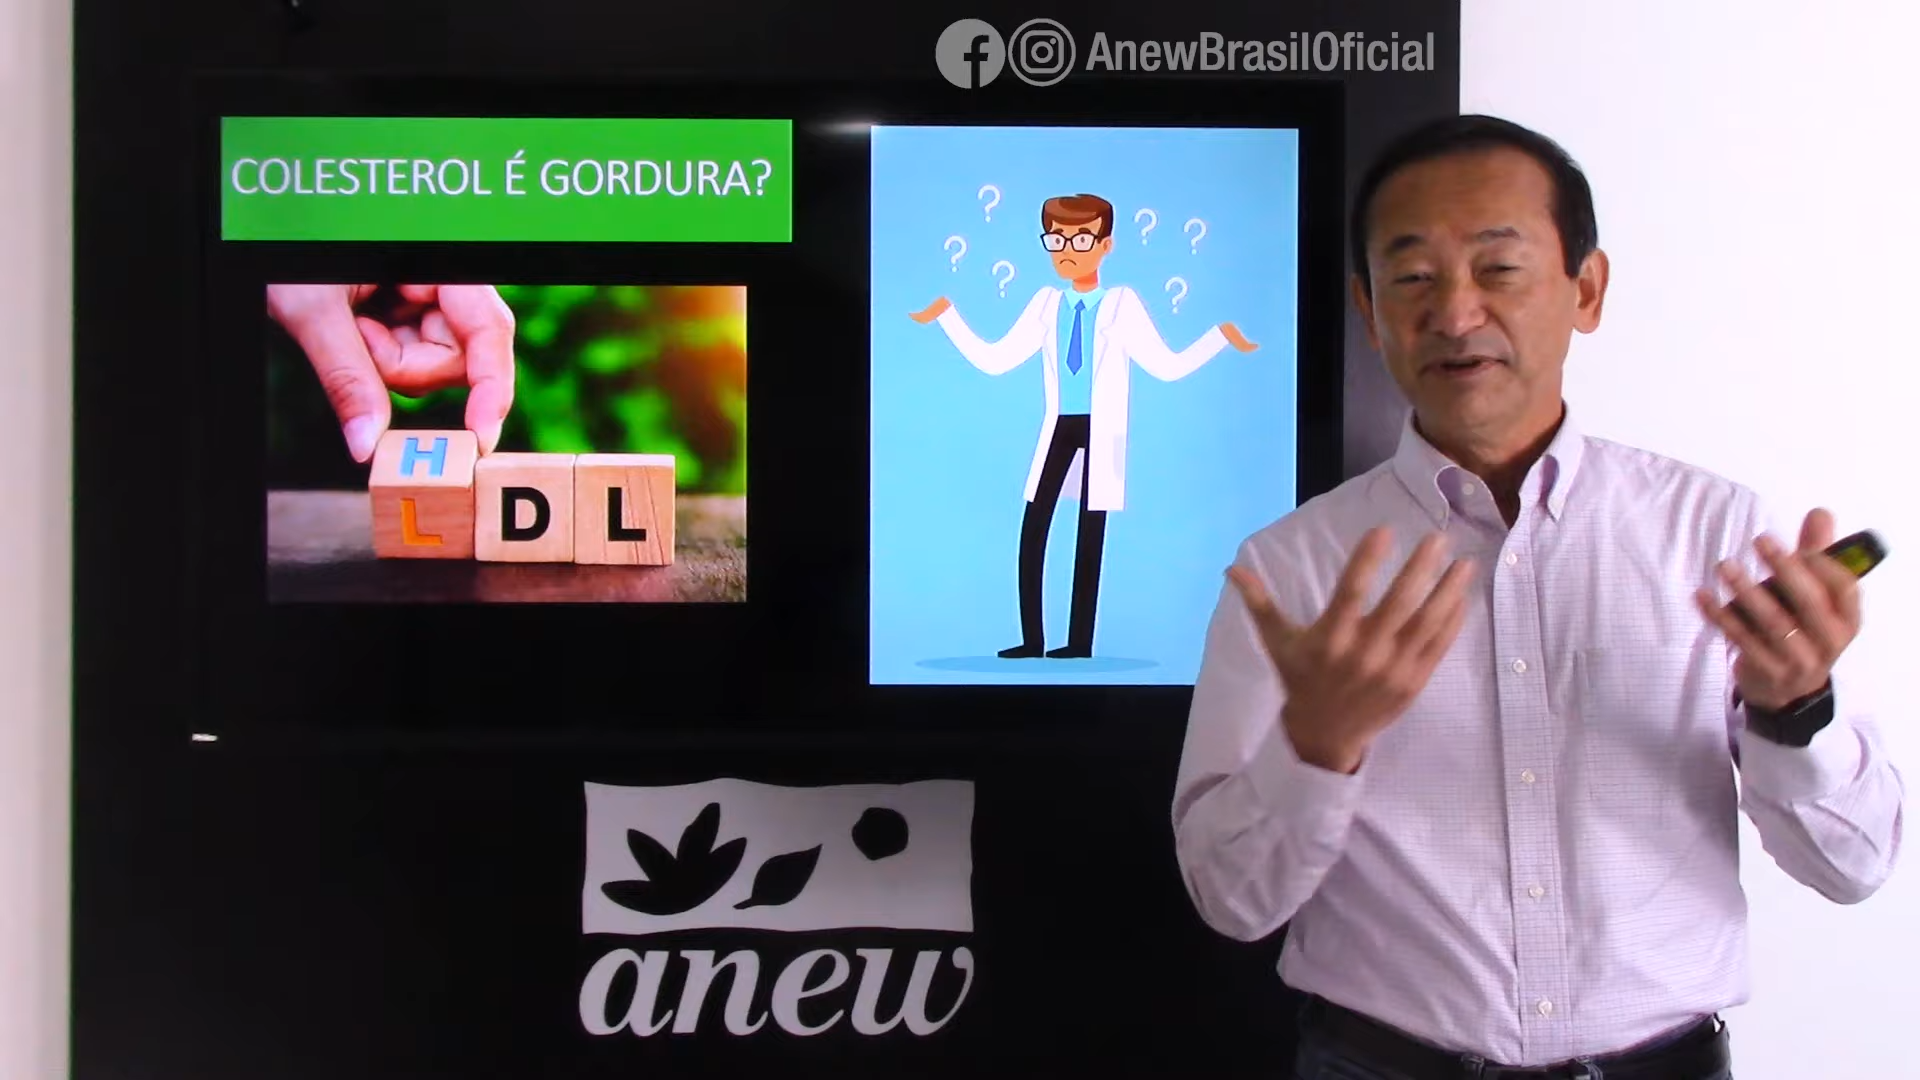 AnewBrasilOficial
COLESTEROL É GORDURA?
? ? ? ? ? ?
H
L D L
anew